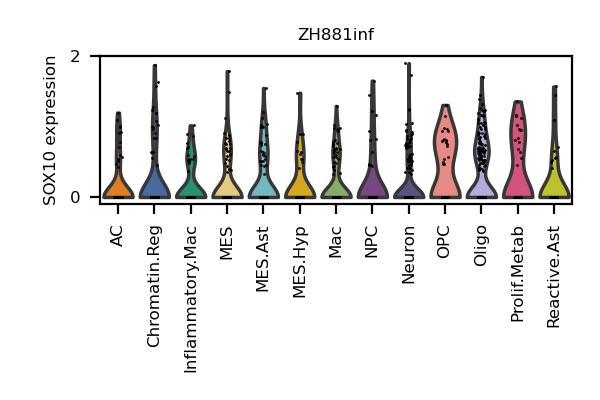 ZH881inf
SOX10 expression
2
0
AC
Chromatin.Reg
Inflammatory.Mac
MES
MES.Ast
MES.Hyp
Mac
NPC
Neuron
OPC
Oligo
Prolif.Metab
Reactive.Ast